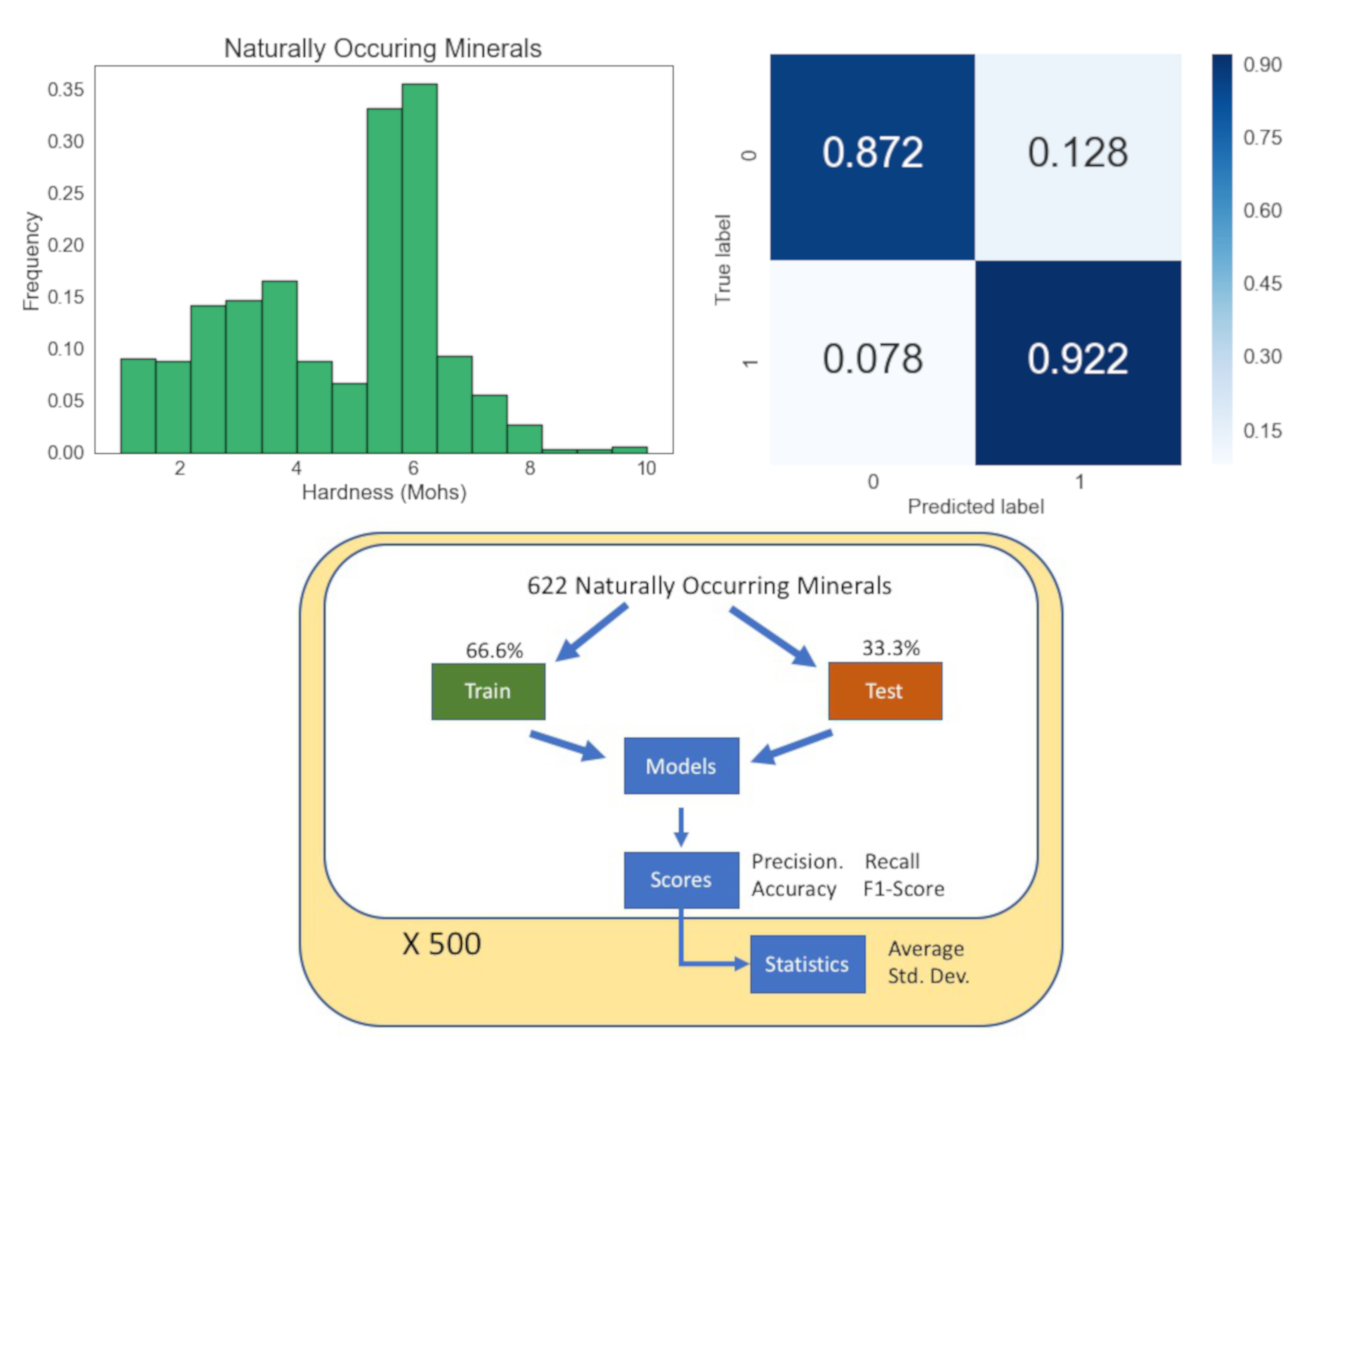 Naturally Occuring Minerals
0.35
0.30
0.25
0.20
0.15
0.10
0.05
0.00
Frequency
2 4 6 8 10
Hardness (Mohs)
0.872 0.128
0.078 0.922
0
1
True label
0 1
Predicted label
0.90
0.75
0.60
0.45
0.30
0.15
622 Naturally Occurring Minerals
66.6% 33.3%
Train Test
Models
Scores
Precision. Recall
Accuracy F1-Score
X 500
Statistics
Average
Std. Dev.